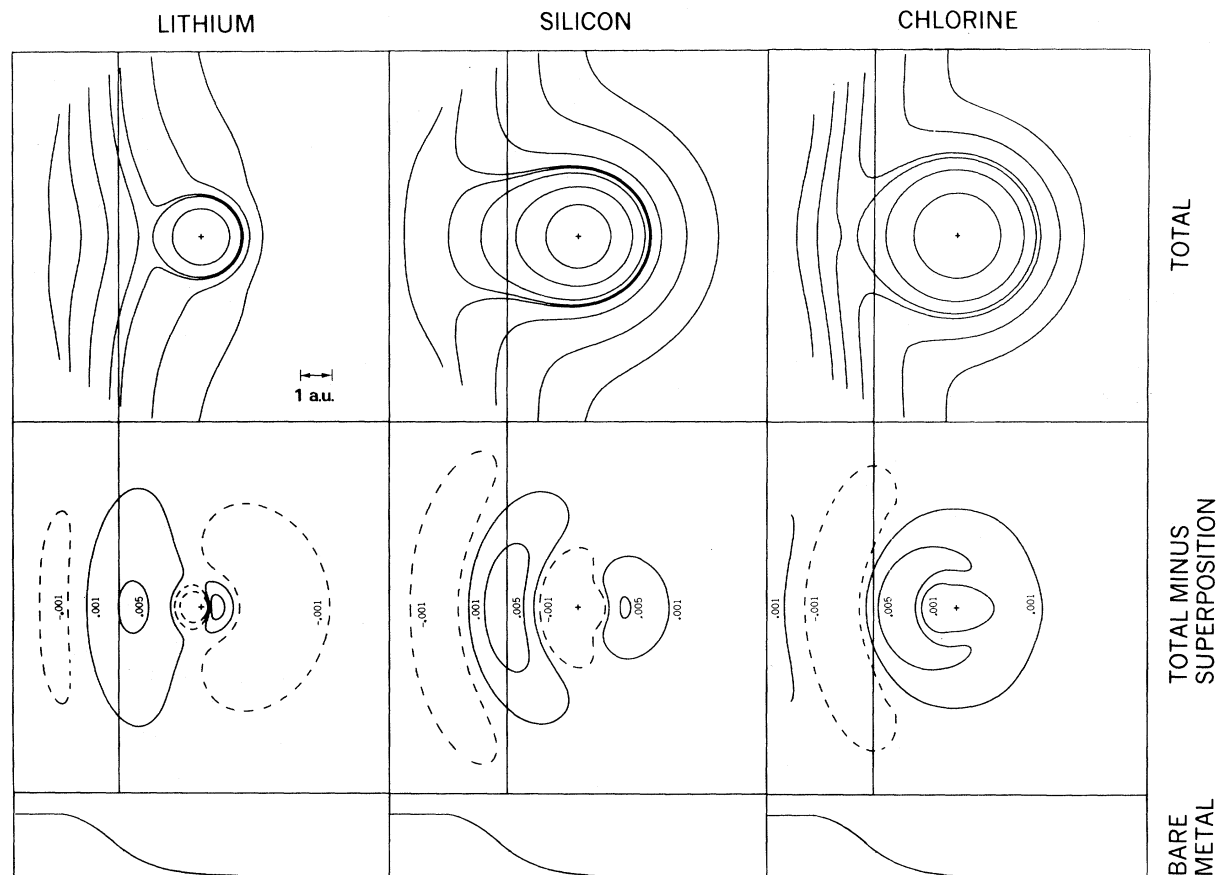 LITHIUM
SILICON
CHLORINE
TOTAL
1 a.u.
TOTAL MINUS
SUPERPOSITION
-.001
.001
.005
-.001
-.001
.001
.005
-.001
.005
.001
.001
-.001
.005
.001
.001
BARE
METAL